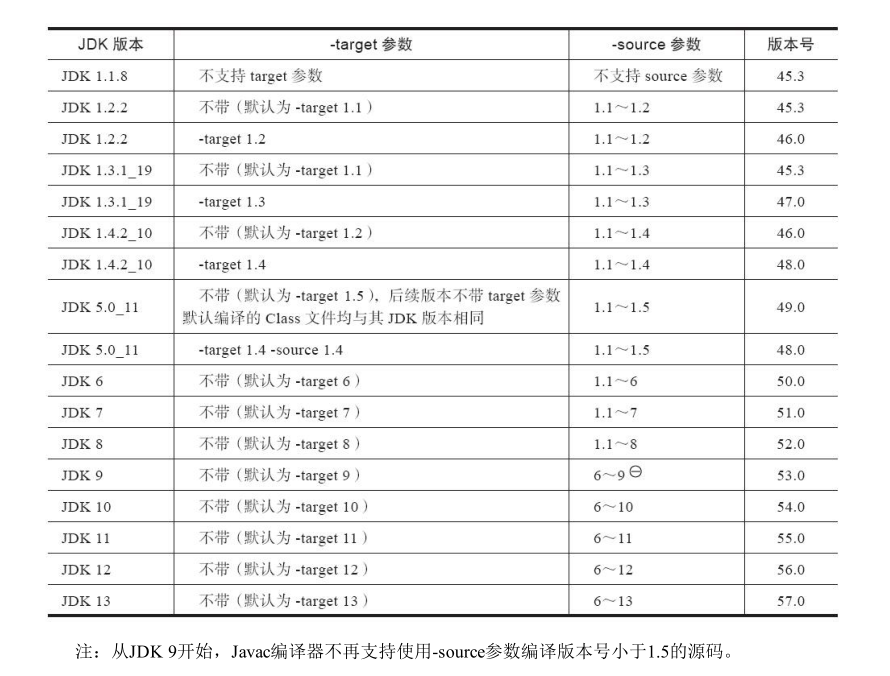 JDK 版本 -target 参数 -source 参数 版本号
JDK 1.1.8 不支持 target 参数 不支持 source 参数 45.3
JDK 1.2.2 不带（默认为 -target 1.1） 1.1～1.2 45.3
JDK 1.2.2 -target 1.2 1.1～1.2 46.0
JDK 1.3.1_19 不带（默认为 -target 1.1） 1.1～1.3 45.3
JDK 1.3.1_19 -target 1.3 1.1～1.3 47.0
JDK 1.4.2_10 不带（默认为 -target 1.2） 1.1～1.4 46.0
JDK 1.4.2_10 -target 1.4 1.1～1.4 48.0
JDK 5.0_11 不带（默认为 -target 1.5），后续版本不带 target 参数
默认编译的 Class 文件均与其 JDK 版本相同 1.1～1.5 49.0
JDK 5.0_11 -target 1.4 -source 1.4 1.1～1.5 48.0
JDK 6 不带（默认为 -target 6） 1.1～6 50.0
JDK 7 不带（默认为 -target 7） 1.1～7 51.0
JDK 8 不带（默认为 -target 8） 1.1～8 52.0
JDK 9 不带（默认为 -target 9） 6～9㊀ 53.0
JDK 10 不带（默认为 -target 10） 6～10 54.0
JDK 11 不带（默认为 -target 11） 6～11 55.0
JDK 12 不带（默认为 -target 12） 6～12 56.0
JDK 13 不带（默认为 -target 13） 6～13 57.0
注：从JDK 9开始，Javac编译器不再支持使用-source参数编译版本号小于1.5的源码。